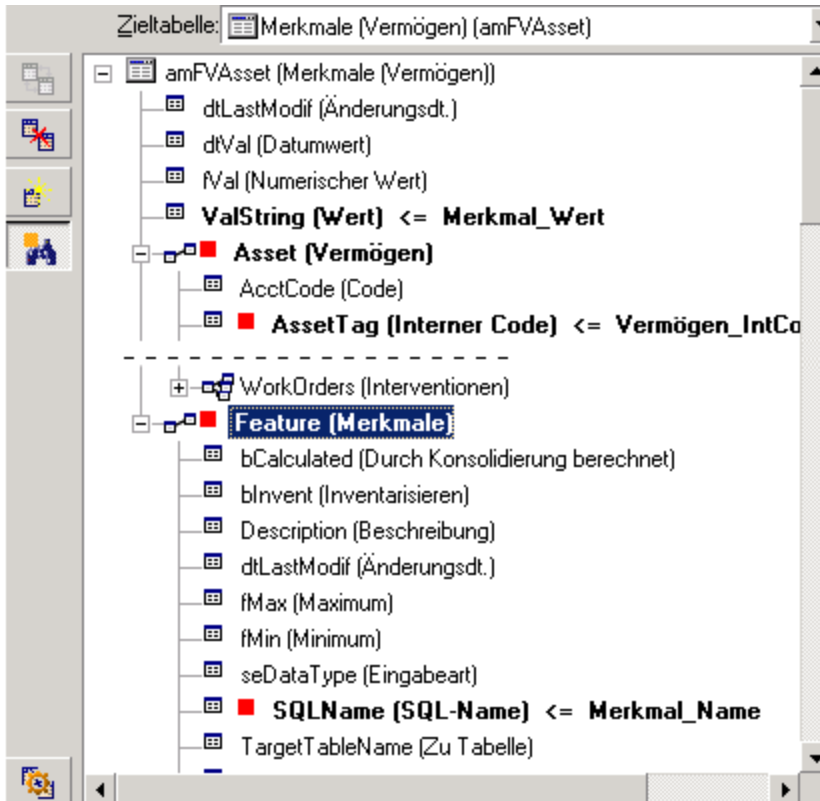 Zieltabelle: Merkmale (Vermögen) (amFVAsset)
amFVAsset (Merkmale (Vermögen))
dtLastModif (Änderungsdt.)
dtVal (Datumwert)
fVal (Numerischer Wert)
ValString (Wert) <= Merkmal_Wert
Asset (Vermögen)
AcctCode (Code)
AssetTag (Interner Code) <= Vermögen_IntCo
WorkOrders (Interventionen)
Feature (Merkmale)
bCalculated (Durch Konsolidierung berechnet)
bInvent (Inventarisieren)
Description (Beschreibung)
dtLastModif (Änderungsdt.)
fMax (Maximum)
fMin (Minimum)
seDataType (Eingabeart)
SQLName (SQL-Name) <= Merkmal_Name
TargetTableName (Zu Tabelle)